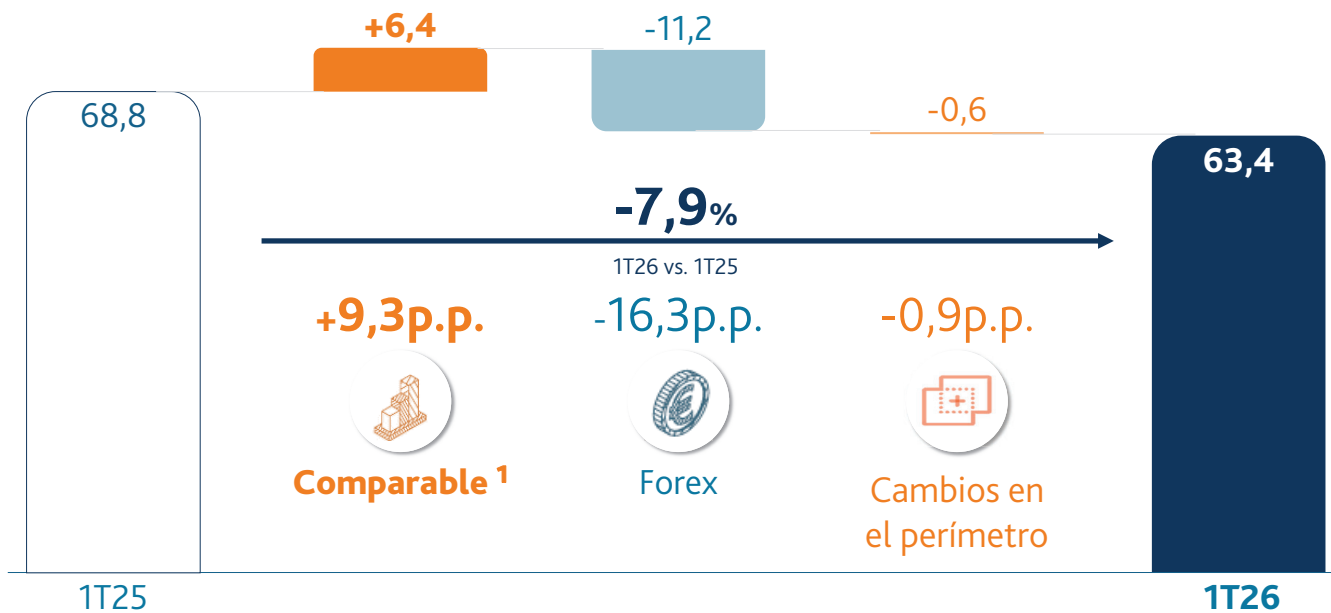 +6,4
-11,2
68,8
-0,6
63,4
-7,9%
1T26 vs. 1T25
+9,3p.p.
-16,3p.p.
-0,9p.p.
Comparable ¹
Forex
Cambios en
el perímetro
1T25
1T26